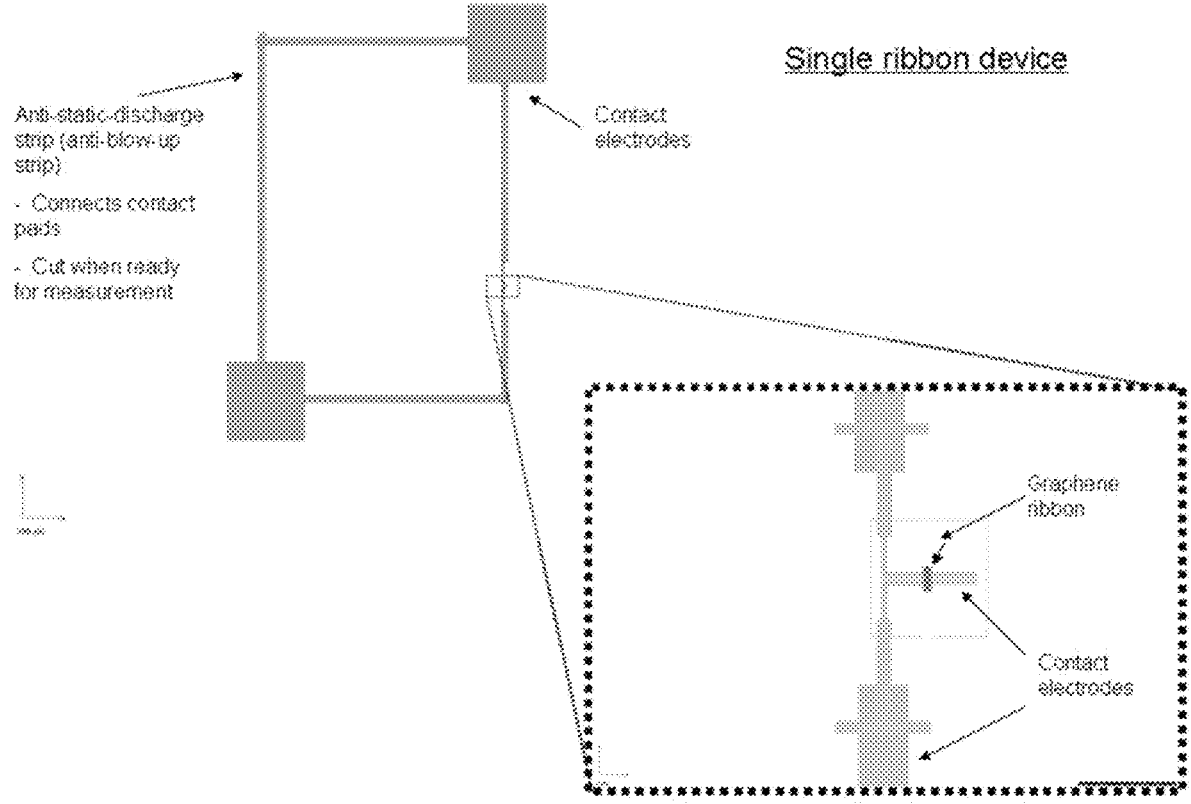 Single ribbon device
Anti-static-discharge
strip (anti-blow-up
strip)
- Connects contact
pads
- Cut when ready
for measurement
Contact
electrodes
Graphene
ribbon
Contact
electrodes